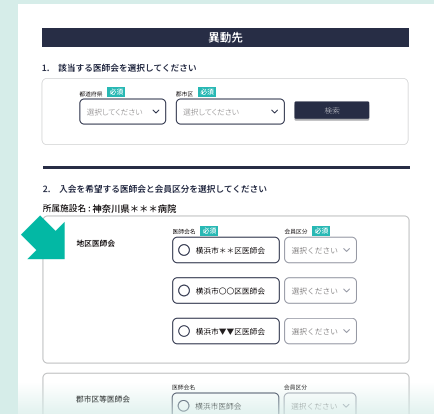 異動先
1. 該当する医師会を選択してください
都道府県 必須
郡市区 必須
選択してください
選択してください
検索
2. 入会を希望する医師会と会員区分を選択してください
所属施設名：神奈川県＊＊＊病院
地区医師会
医師会名 必須
会員区分 必須
横浜市＊＊区医師会
選択ください
横浜市〇〇区医師会
選択ください
横浜市▼▼区医師会
選択ください
郡市区等医師会
医師会名
会員区分
横浜市医師会
選択ください